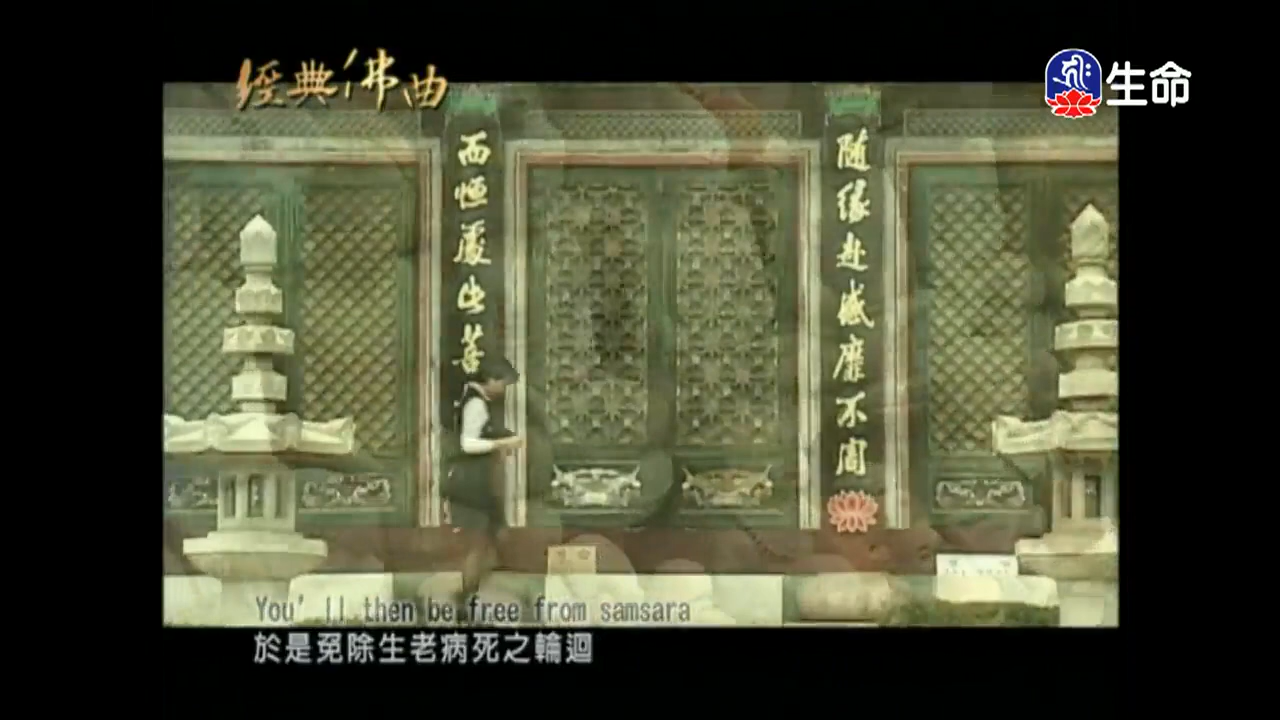 經典佛曲
生命
随緣赴感靡不周
而恒處此菩
You'll then be free from samsara
於是免除生老病死之輪迴